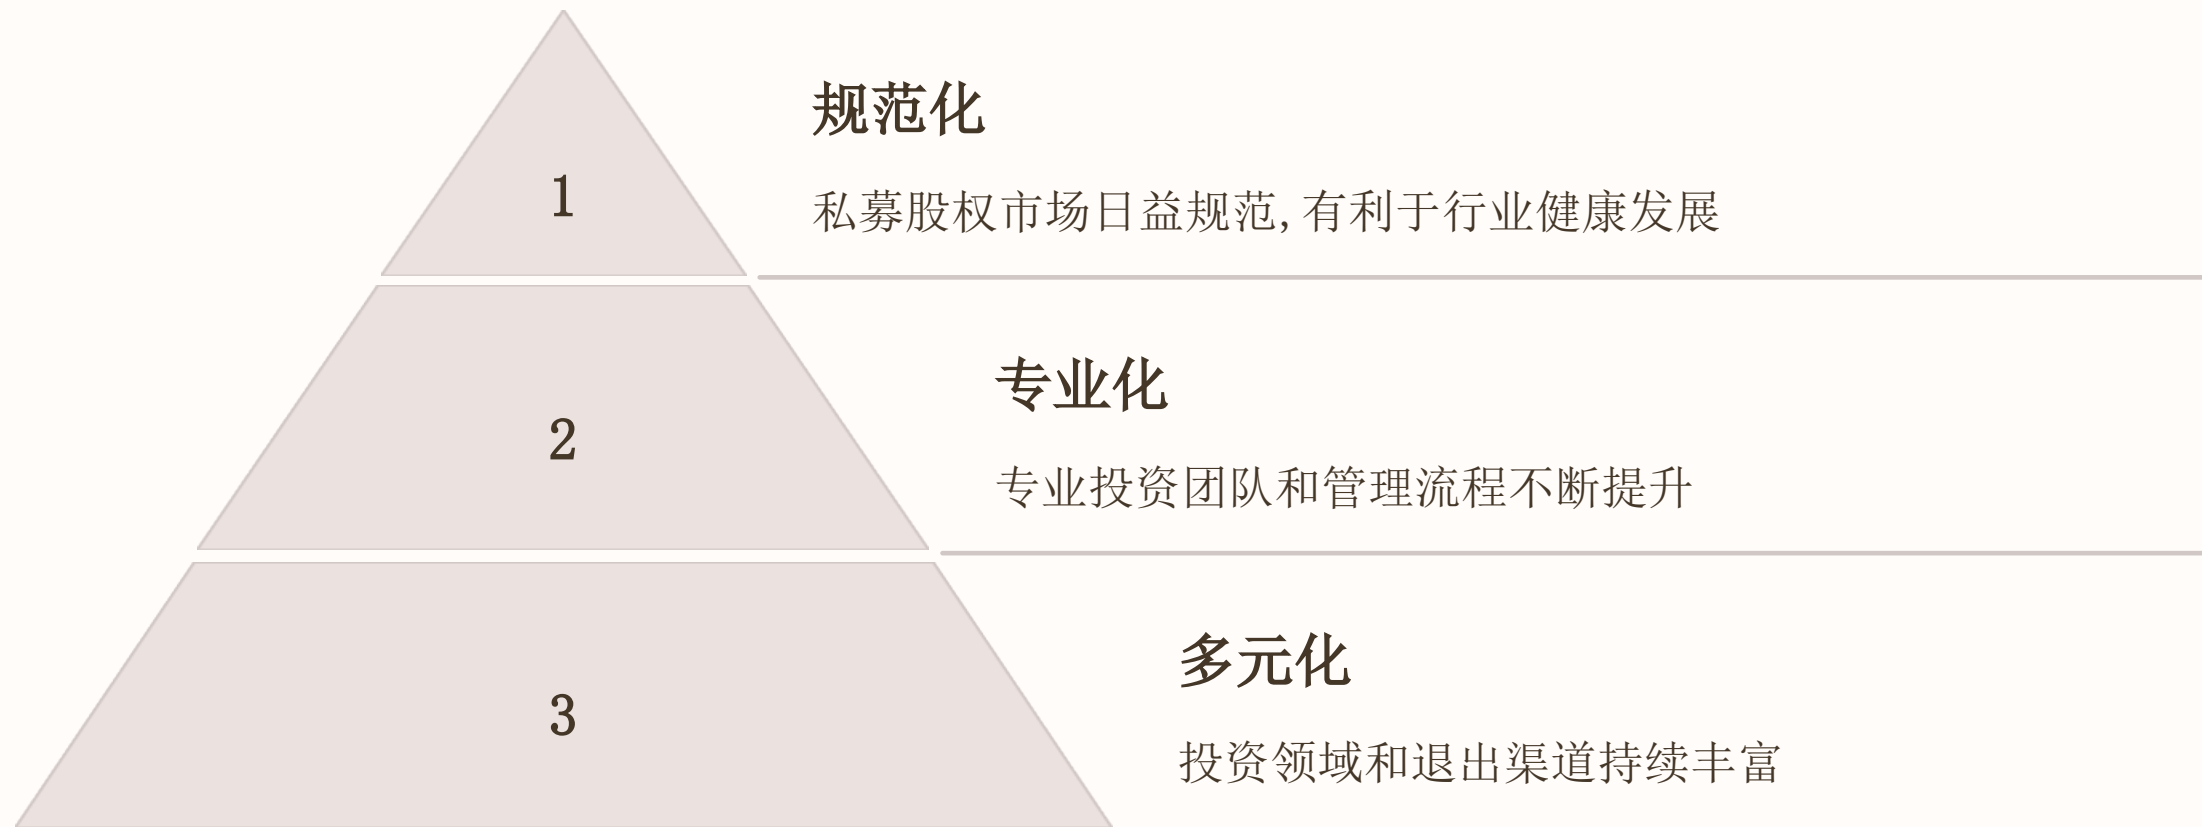 1
规范化
私募股权市场日益规范,有利于行业健康发展
2
专业化
专业投资团队和管理流程不断提升
3
多元化
投资领域和退出渠道持续丰富